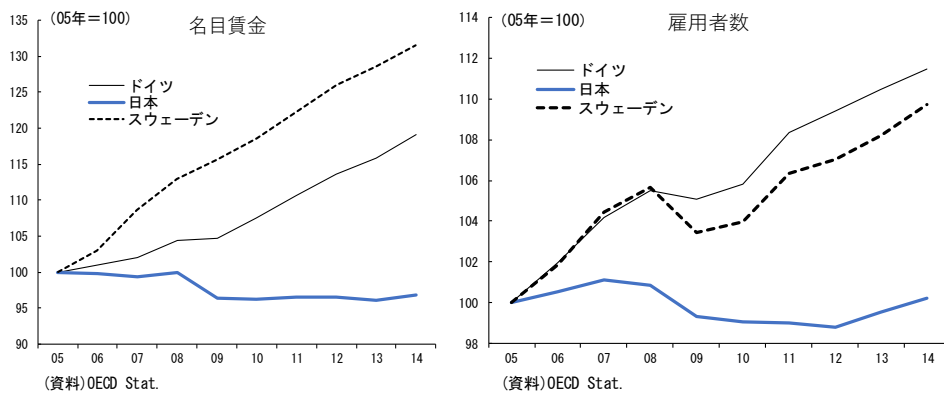 (05年＝100)
名目賃金
135
130
125
120
115
110
105
100
95
90
ドイツ
日本
スウェーデン
05 06 07 08 09 10 11 12 13 14
(資料)OECD Stat.
(05年＝100)
雇用者数
114
112
110
108
106
104
102
100
98
ドイツ
日本
スウェーデン
05 06 07 08 09 10 11 12 13 14
(資料)OECD Stat.